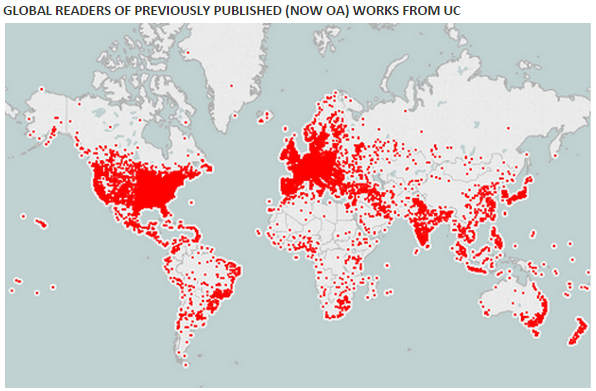 GLOBAL READERS OF PREVIOUSLY PUBLISHED (NOW OA) WORKS FROM UC